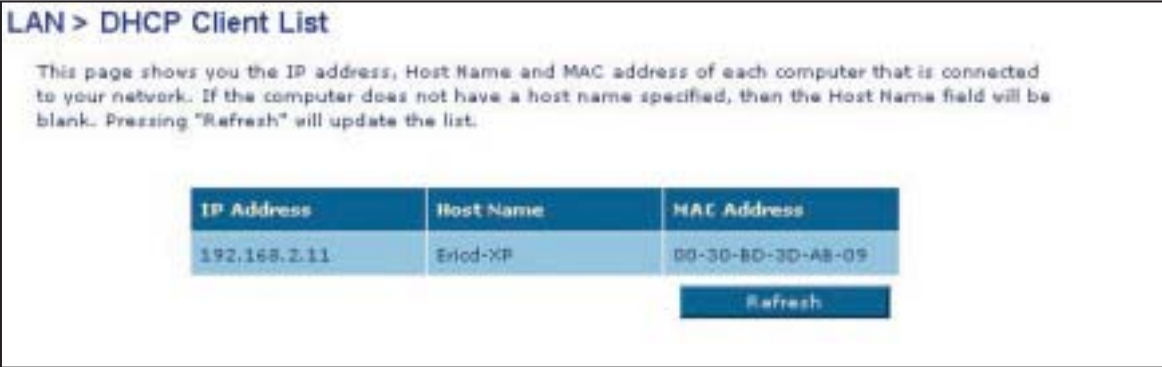 LAN > DHCP Client List
This page shows you the IP address, Host Name and MAC address of each computer that is connected
to your network. If the computer does not have a host name specified, then the Host Name field will be
blank. Pressing "Refresh" will update the list.
IP Address Host Name MAC Address
192.168.2.11 Ericd-XP 00-30-BD-3D-AB-09
Refresh